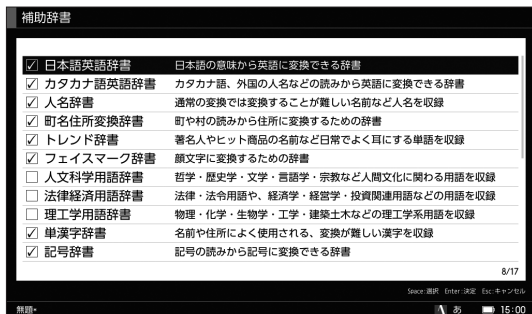 補助辞書
日本語英語辞書 日本語の意味から英語に変換できる辞書
カタカナ語英語辞書 カタカナ語、外国の人名などの読みから英語に変換できる辞書
人名辞書 通常の変換では変換することが難しい名前など人名を収録
町名住所変換辞書 町や村の読みから住所に変換するための辞書
トレンド辞書 著名人やヒット商品の名前など日常でよく耳にする単語を収録
フェイスマーク辞書 顔文字に変換するための辞書
人文科学用語辞書 哲学・歴史学・文学・言語学・宗教など人間文化に関わる用語を収録
法律経済用語辞書 法律・法令用語や、経済学・経営学・投資関連用語などの用語を収録
理工学用語辞書 物理・化学・生物学・工学・建築土木などの理工学系用語を収録
単漢字辞書 名前や住所によく使用される、変換が難しい漢字を収録
記号辞書 記号の読みから記号に変換できる辞書
8/17
Space:選択 Enter:決定 Esc:キャンセル
無題* A あ 15:00